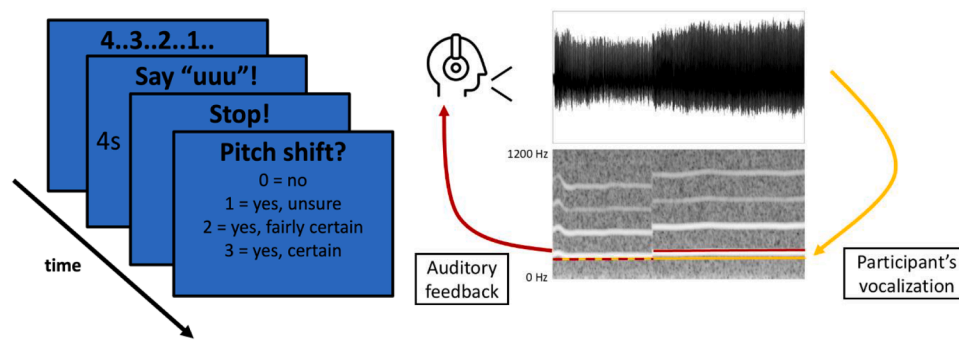 4..3..2..1..
Say “uuu”!
4s
Stop!
Pitch shift?
0 = no
1 = yes, unsure
2 = yes, fairly certain
3 = yes, certain
time
1200 Hz
0 Hz
Auditory
feedback
Participant’s
vocalization